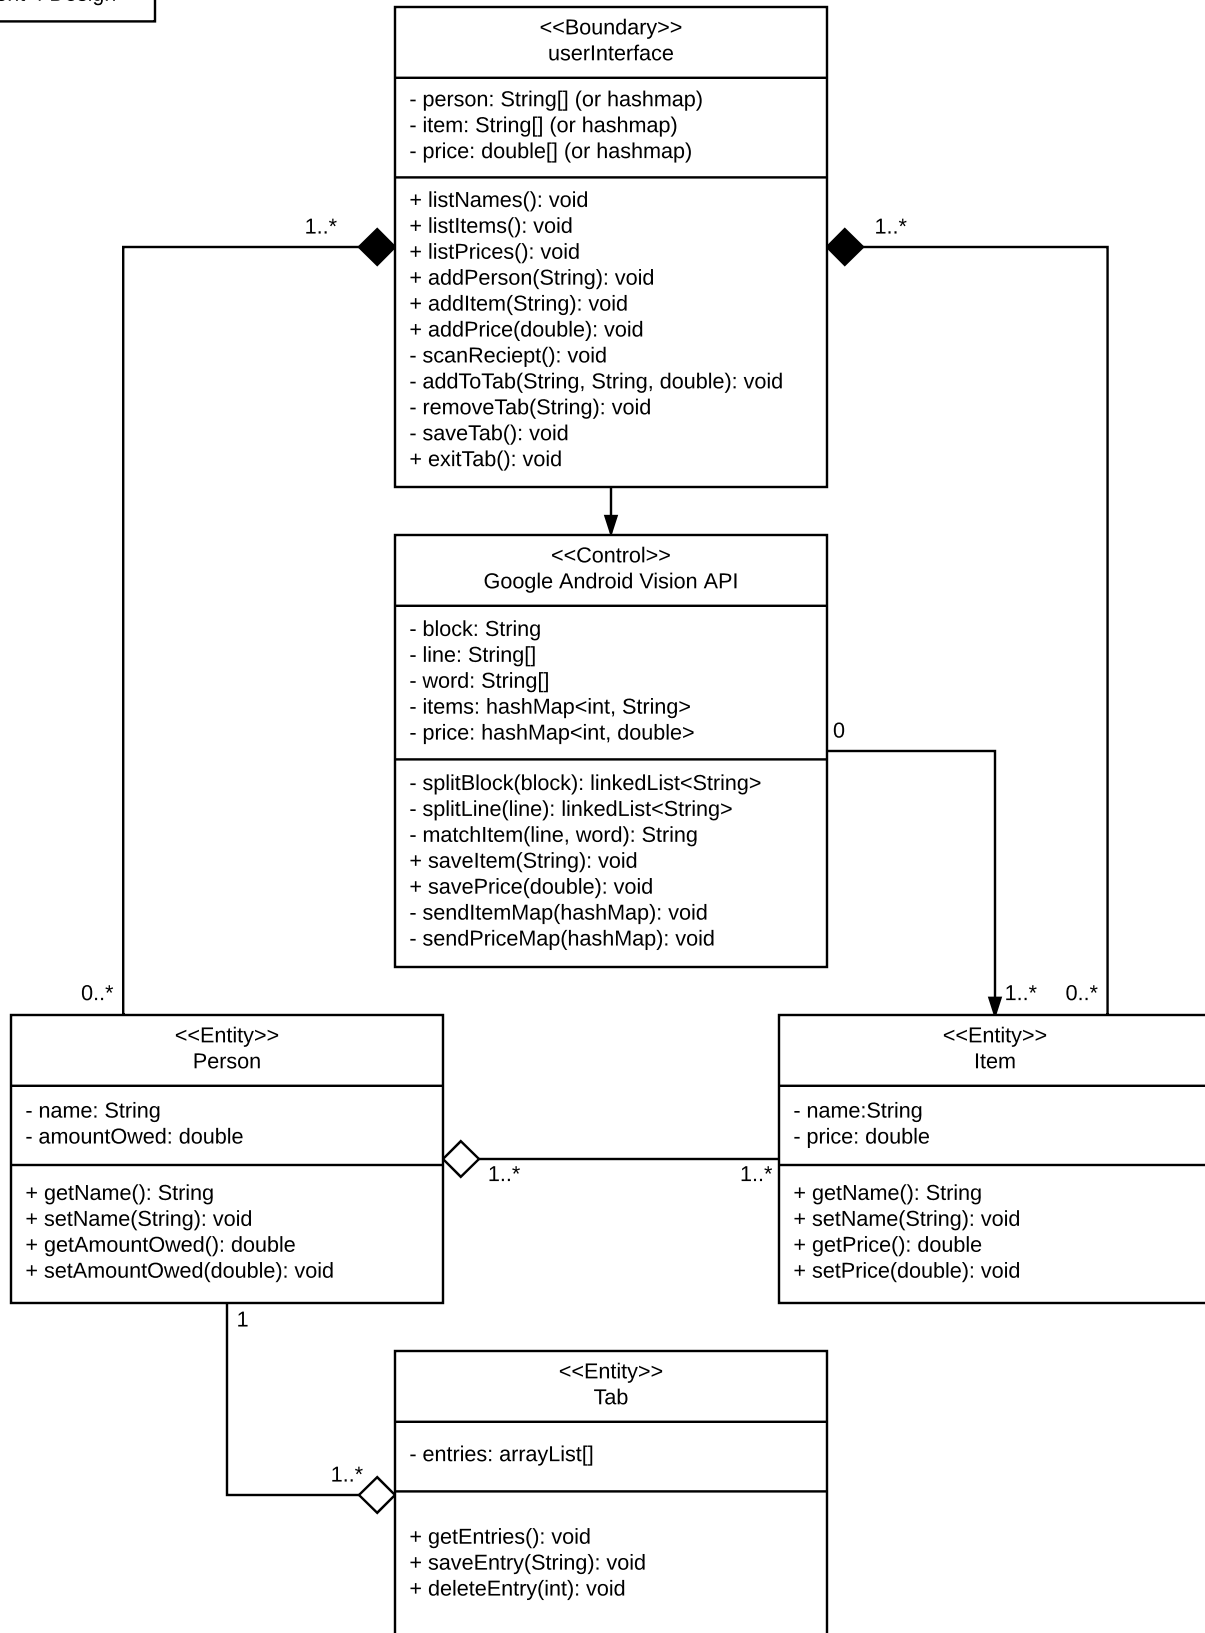 Design
<<Boundary>>
userInterface
- person: String[] (or hashmap)
- item: String[] (or hashmap)
- price: double[] (or hashmap)
+ listNames(): void
+ listItems(): void
+ listPrices(): void
+ addPerson(String): void
+ addItem(String): void
+ addPrice(double): void
- scanReciept(): void
- addToTab(String, String, double): void
- removeTab(String): void
- saveTab(): void
+ exitTab(): void
1..*
1..*
<<Control>>
Google Android Vision API
- block: String
- line: String[]
- word: String[]
- items: hashMap<int, String>
- price: hashMap<int, double>
0
- splitBlock(block): linkedList<String>
- splitLine(line): linkedList<String>
- matchItem(line, word): String
+ saveItem(String): void
+ savePrice(double): void
- sendItemMap(hashMap): void
- sendPriceMap(hashMap): void
0..*
1..*
0..*
<<Entity>>
Person
- name: String
- amountOwed: double
+ getName(): String
+ setName(String): void
+ getAmountOwed(): double
+ setAmountOwed(double): void
1..*
1..*
<<Entity>>
Item
- name:String
- price: double
+ getName(): String
+ setName(String): void
+ getPrice(): double
+ setPrice(double): void
1
1..*
<<Entity>>
Tab
- entries: arrayList[]
+ getEntries(): void
+ saveEntry(String): void
+ deleteEntry(int): void